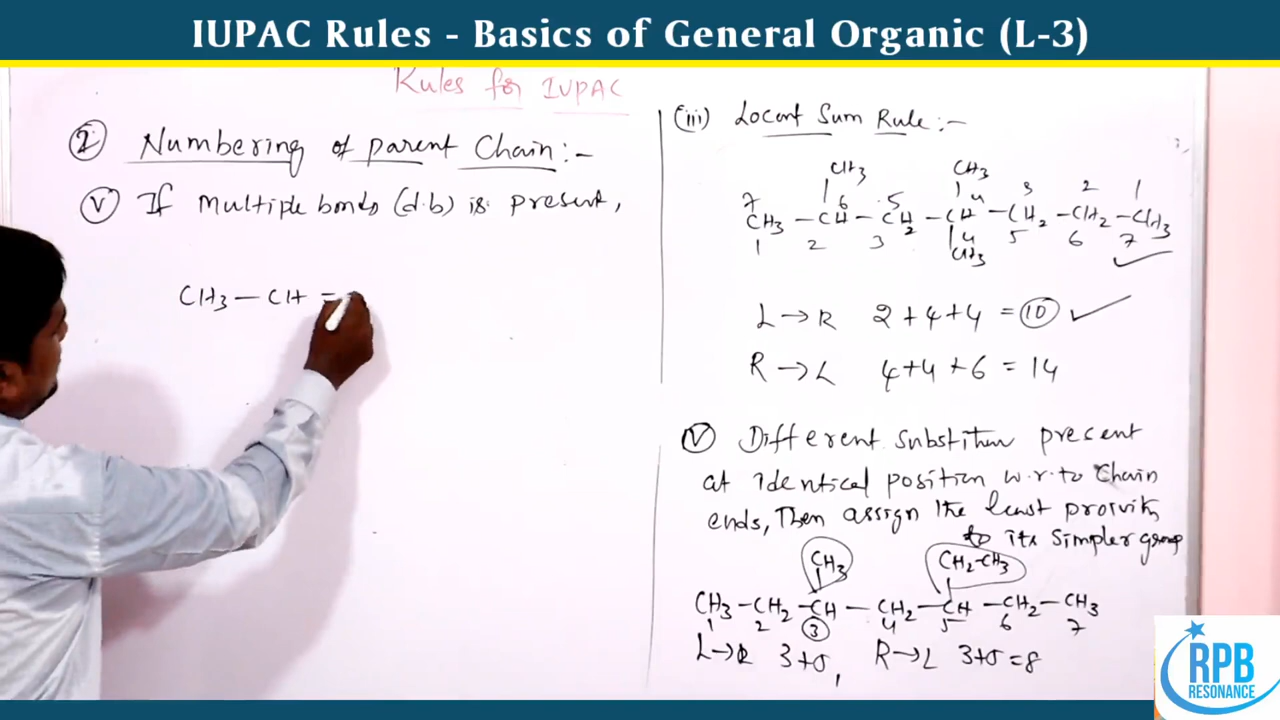 IUPAC Rules - Basics of General Organic (L-3)
Rules for IUPAC
② Numbering of parent Chain:-
Ⓥ If multiple bonds (d.b) is present,
CH3 — CH =
(iii) Locant Sum Rule:-
CH3 CH3
7 6 5 4 3 2 1
CH3 — CH — CH2 — CH — CH2 — CH2 — CH3
1 2 3 4 5 6 7
CH3
L → R 2+4+4 = 10 ✓
R → L 4+4+6 = 14
Ⓥ Different substitun present
at identical position w.r.to chain
ends, Then assign the least
to its simpler group
CH3 CH2-CH3
CH3 — CH2 — CH — CH2 — CH — CH2 — CH3
1 2 ③ 4 5 6 7
L → R 3+5, R → L 3+5 = 8
RPB
RESONANCE